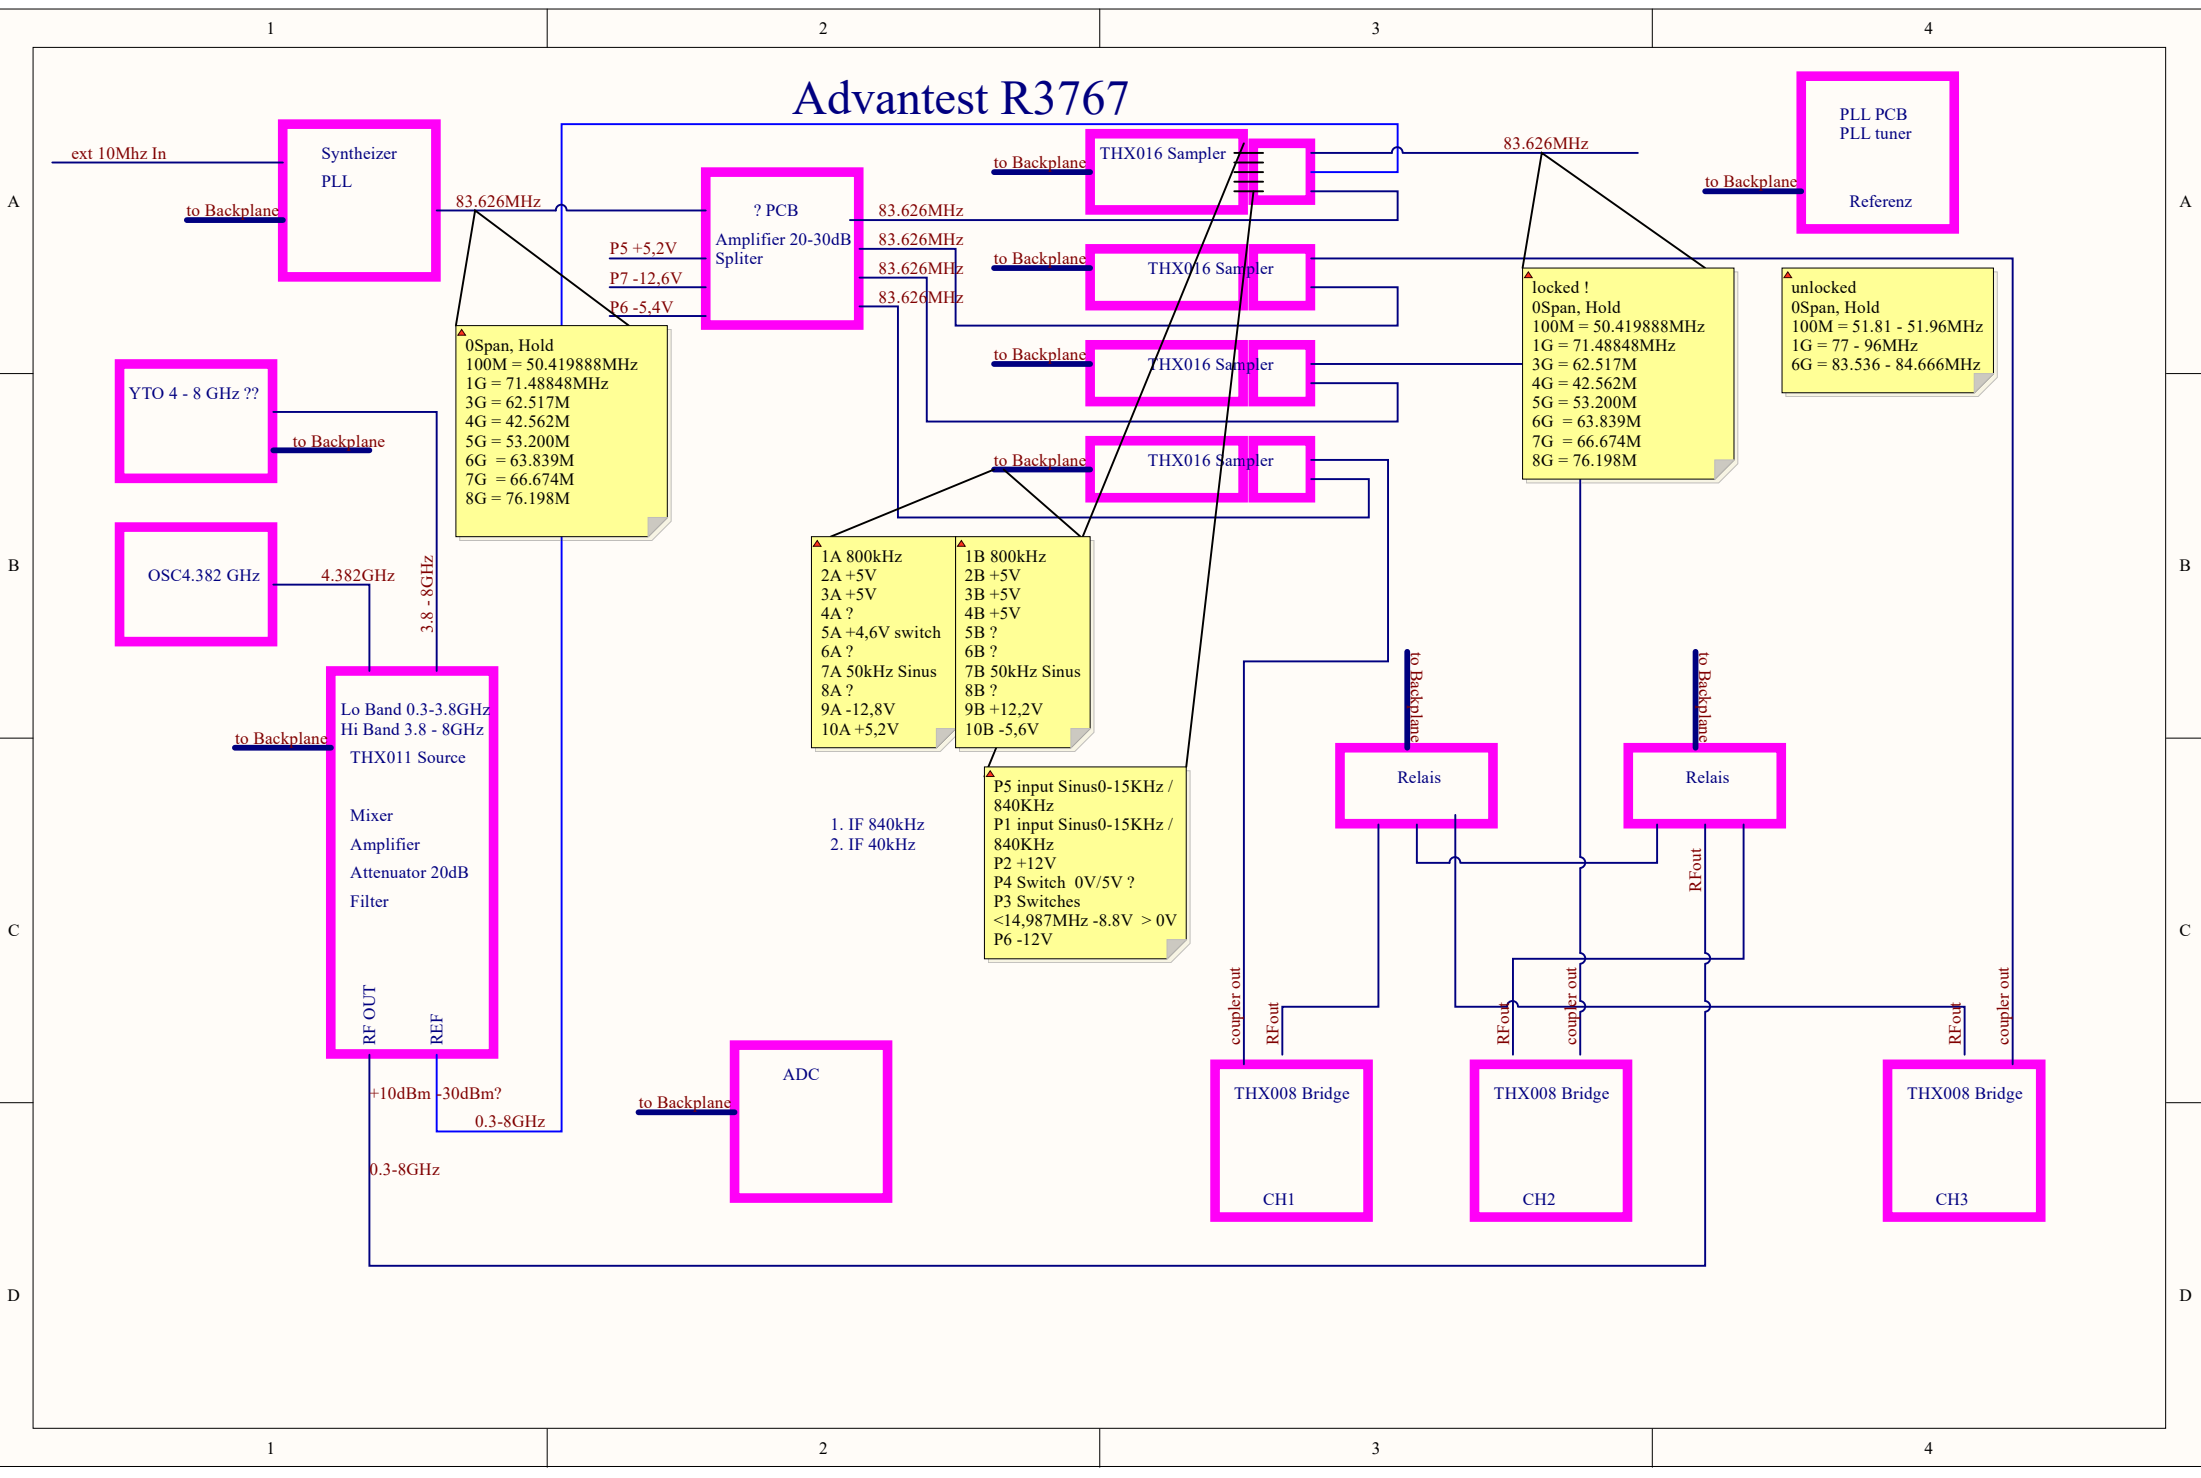 1
2
3
4
A
B
C
D
Advantest R3767
ext 10Mhz In
to Backplane
Syntheizer
PLL
83.626MHz
0Span, Hold
100M = 50.419888MHz
1G = 71.48848MHz
3G = 62.517M
4G = 42.562M
5G = 53.200M
6G  = 63.839M
7G  = 66.674M
8G = 76.198M
P5 +5,2V
P7 -12,6V
P6 -5,4V
? PCB
Amplifier 20-30dB
Spliter
83.626MHz
83.626MHz
83.626MHz
83.626MHz
to Backplane
THX016 Sampler
to Backplane
THX016 Sampler
to Backplane
THX016 Sampler
to Backplane
THX016 Sampler
83.626MHz
locked !
0Span, Hold
100M = 50.419888MHz
1G = 71.48848MHz
3G = 62.517M
4G = 42.562M
5G = 53.200M
6G  = 63.839M
7G  = 66.674M
8G = 76.198M
unlocked
0Span, Hold
100M = 51.81 - 51.96MHz
1G = 77 - 96MHz
6G = 83.536 - 84.666MHz
to Backplane
PLL PCB
PLL tuner
Referenz
YTO 4 - 8 GHz ??
to Backplane
OSC4.382 GHz
4.382GHz
3.8 - 8GHz
to Backplane
Lo Band 0.3-3.8GHz
Hi Band 3.8 - 8GHz
THX011 Source
Mixer
Amplifier
Attenuator 20dB
Filter
RF OUT
REF
+10dBm -30dBm?
0.3-8GHz
0.3-8GHz
1A 800kHz
2A +5V
3A +5V
4A ?
5A +4,6V switch
6A ?
7A 50kHz Sinus
8A ?
9A -12,8V
10A +5,2V
1B 800kHz
2B +5V
3B +5V
4B +5V
5B ?
6B ?
7B 50kHz Sinus
8B ?
9B +12,2V
10B -5,6V
1. IF 840kHz
2. IF 40kHz
P5 input Sinus0-15KHz /
840KHz
P1 input Sinus0-15KHz /
840KHz
P2 +12V
P4 Switch  0V/5V ?
P3 Switches
<14,987MHz -8.8V  > 0V
P6 -12V
to Backplane
Relais
to Backplane
Relais
RFout
to Backplane
ADC
coupler out
RFout
THX008 Bridge
CH1
RFout
coupler out
THX008 Bridge
CH2
RFout
coupler out
THX008 Bridge
CH3
A
B
C
D
1
2
3
4